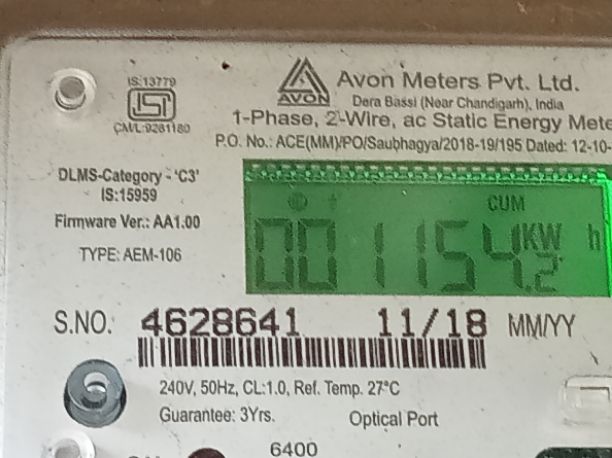 IS:13779
CM/L:9281180
AVON
Avon Meters Pvt. Ltd.
Dera Bassi (Near Chandigarh), India
1-Phase, 2-Wire, ac Static Energy Mete
P.O. No.: ACE(MM)/PO/Saubhagya/2018-19/195 Dated: 12-10-
DLMS-Category - 'C3'
IS:15959
Firmware Ver.: AA1.00
TYPE: AEM-106
CUM
001154.2 KW h
S.NO. 4628641 11/18 MM/YY
240V, 50Hz, CL:1.0, Ref. Temp. 27°C
Guarantee: 3Yrs. Optical Port
6400